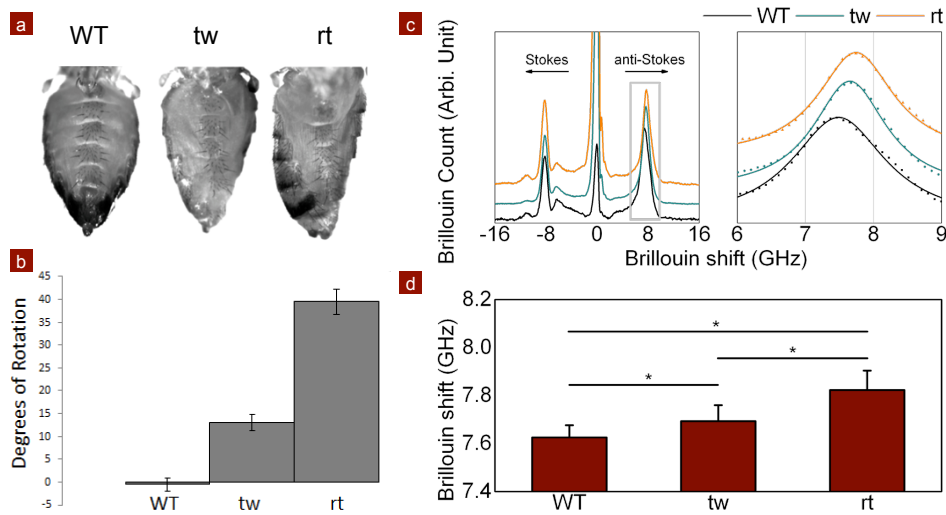 a
WT
tw
rt
b
Degrees of Rotation
45
40
35
30
25
20
15
10
5
0
-5
WT
tw
rt
c
WT
tw
rt
Brillouin Count (Arbi. Unit)
Stokes
anti-Stokes
-16
-8
0
8
16
6
7
8
9
Brillouin shift (GHz)
d
Brillouin shift (GHz)
8.2
8.0
7.8
7.6
7.4
*
*
*
WT
tw
rt